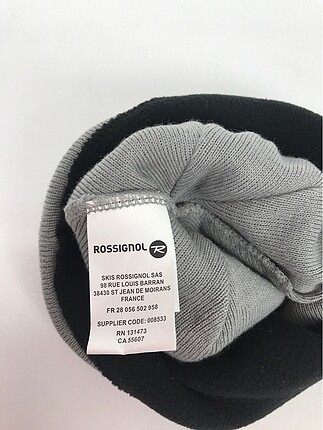 ROSSIGNOL R
SKIS ROSSIGNOL SAS
98 RUE LOUIS BARRAN
38430 ST JEAN DE MOIRANS
FRANCE
FR 28 056 502 958
SUPPLIER CODE: 008533
RN 131473
CA 55607